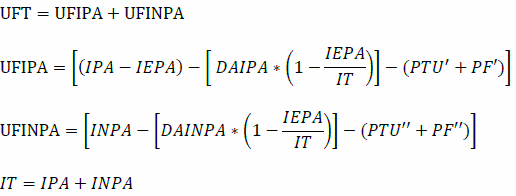 UFT = UFIPA + UFINPA
UFIPA = [(IPA − IEPA) − [ DAIPA ∗ (1 − IEPA/IT)] − (PTU′ + PF′)]
UFINPA = [INPA − [DAINPA ∗ (1 − IEPA/IT)] − (PTU′′ + PF′′)]
IT = IPA + INPA